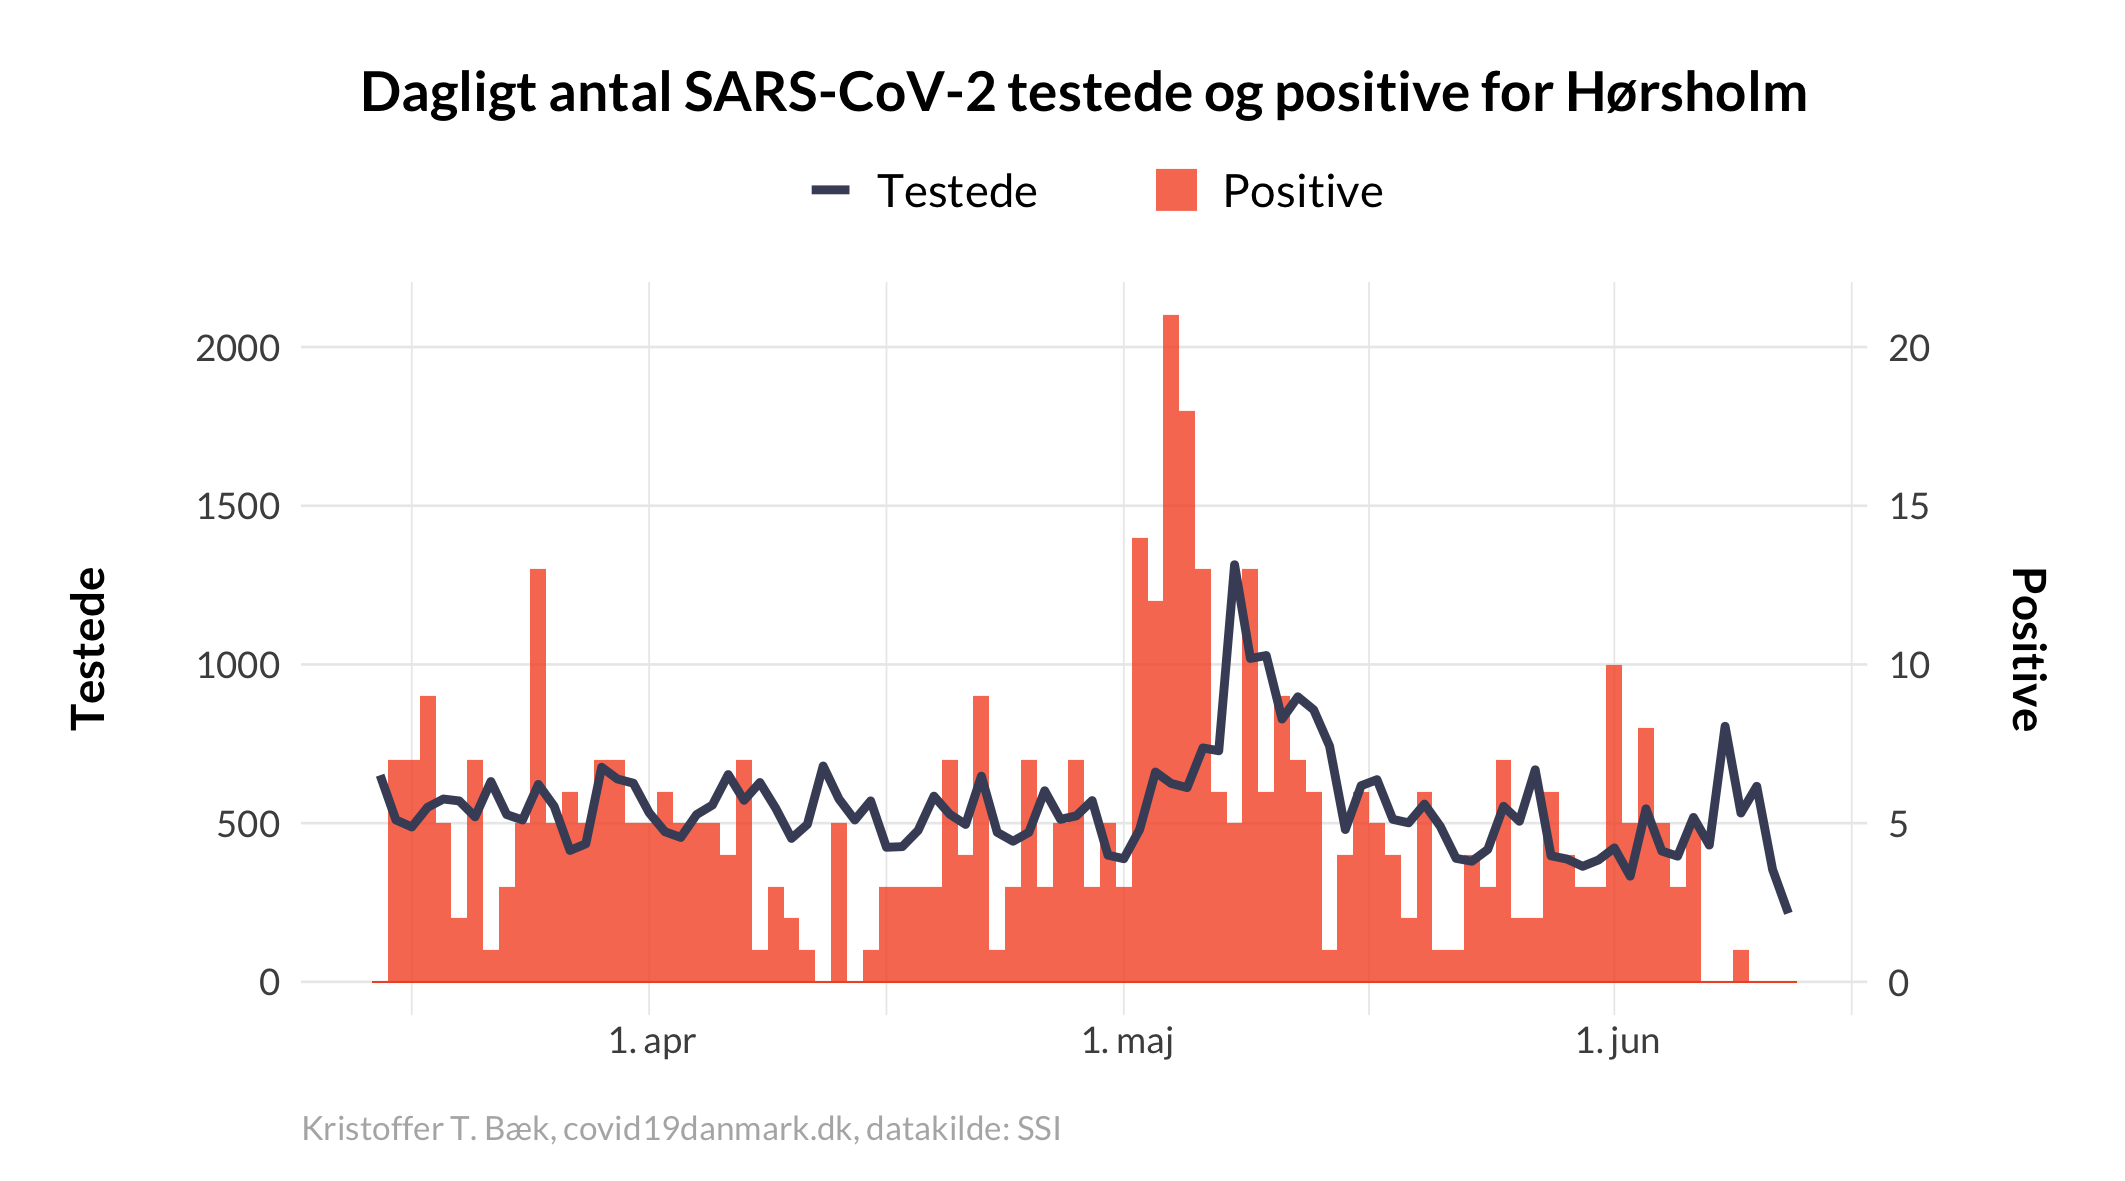 Dagligt antal SARS-CoV-2 testede og positive for Hørsholm
Testede Positive
2000 20
1500 15
1000 10
500 5
0 0
Testede
Positive
1. apr 1. maj 1. jun
Kristoffer T. Bæk, covid19danmark.dk, datakilde: SSI